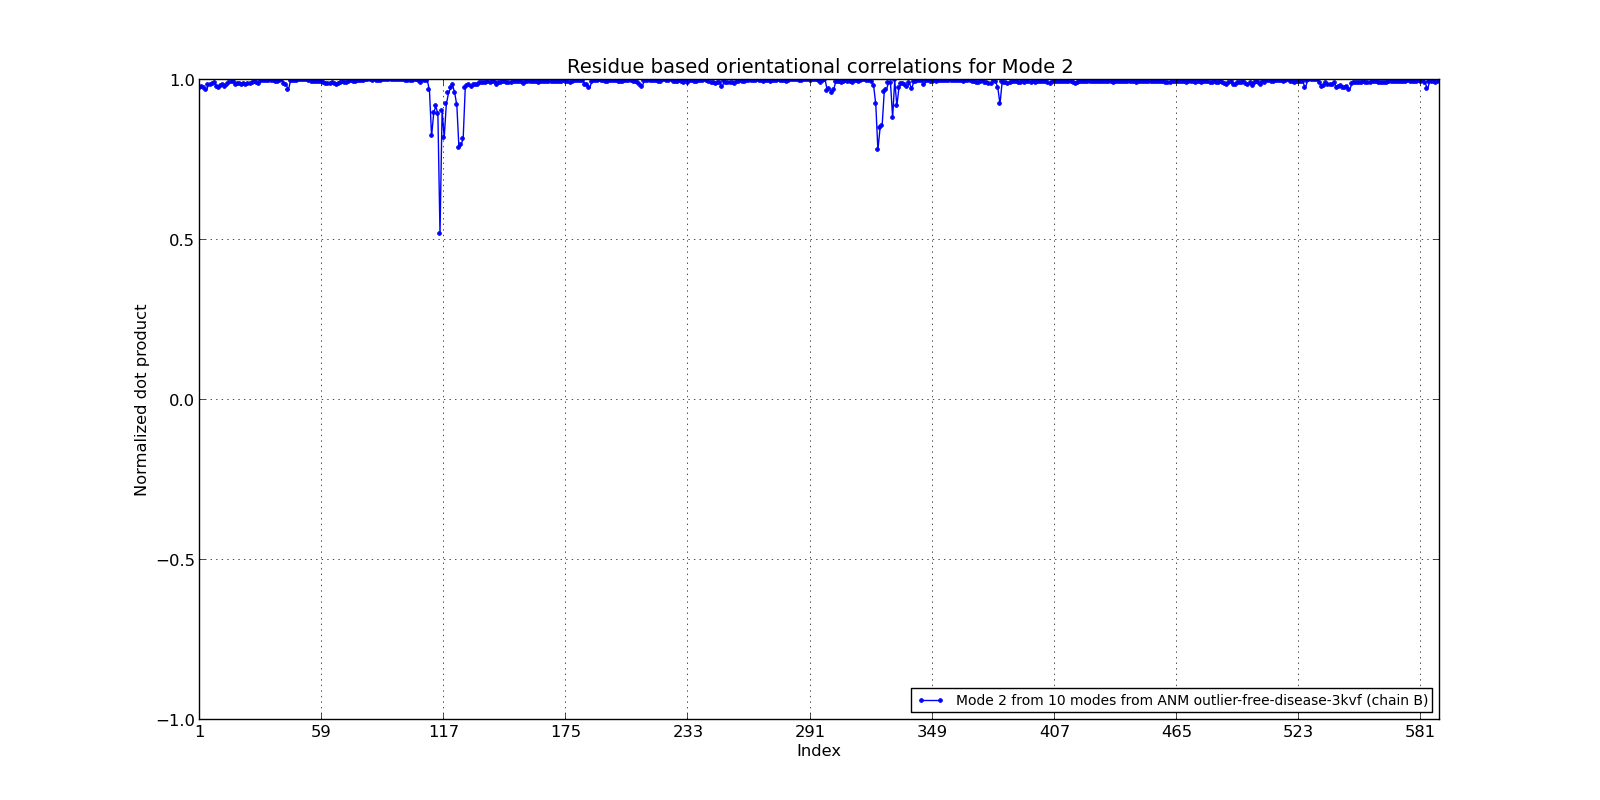 Residue based orientational correlations for Mode 2
1.0
0.5
0.0
−0.5
−1.0
Normalized dot product
Mode 2 from 10 modes from ANM outlier-free-disease-3kvf (chain B)
1 59 117 175 233 291 349 407 465 523 581
Index